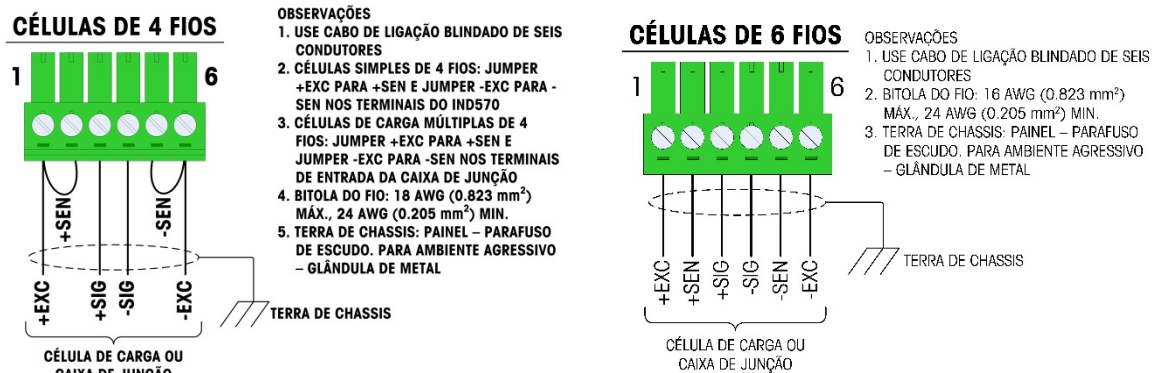 CÉLULAS DE 4 FIOS
1
6
+SEN
-SEN
+EXC
+SIG
-SIG
-EXC
TERRA DE CHASSIS
CÉLULA DE CARGA OU
CAIXA DE JUNÇÃO
OBSERVAÇÕES
1. USE CABO DE LIGAÇÃO BLINDADO DE SEIS
CONDUTORES
2. CÉLULAS SIMPLES DE 4 FIOS: JUMPER
+EXC PARA +SEN E JUMPER -EXC PARA -
SEN NOS TERMINAIS DO IND570
3. CÉLULAS DE CARGA MÚLTIPLAS DE 4
FIOS: JUMPER +EXC PARA +SEN E
JUMPER -EXC PARA -SEN NOS TERMINAIS
DE ENTRADA DA CAIXA DE JUNÇÃO
4. BITOLA DO FIO: 18 AWG (0.823 mm²)
MÁX., 24 AWG (0.205 mm²) MIN.
5. TERRA DE CHASSIS: PAINEL – PARAFUSO
DE ESCUDO. PARA AMBIENTE AGRESSIVO
– GLÂNDULA DE METAL
CÉLULAS DE 6 FIOS
1
6
+EXC
+SEN
+SIG
-SIG
-SEN
-EXC
TERRA DE CHASSIS
CÉLULA DE CARGA OU
CAIXA DE JUNÇÃO
OBSERVAÇÕES
1. USE CABO DE LIGAÇÃO BLINDADO DE SEIS
CONDUTORES
2. BITOLA DO FIO: 16 AWG (0.823 mm²)
MÁX., 24 AWG (0.205 mm²) MIN.
3. TERRA DE CHASSIS: PAINEL – PARAFUSO
DE ESCUDO. PARA AMBIENTE AGRESSIVO
– GLÂNDULA DE METAL